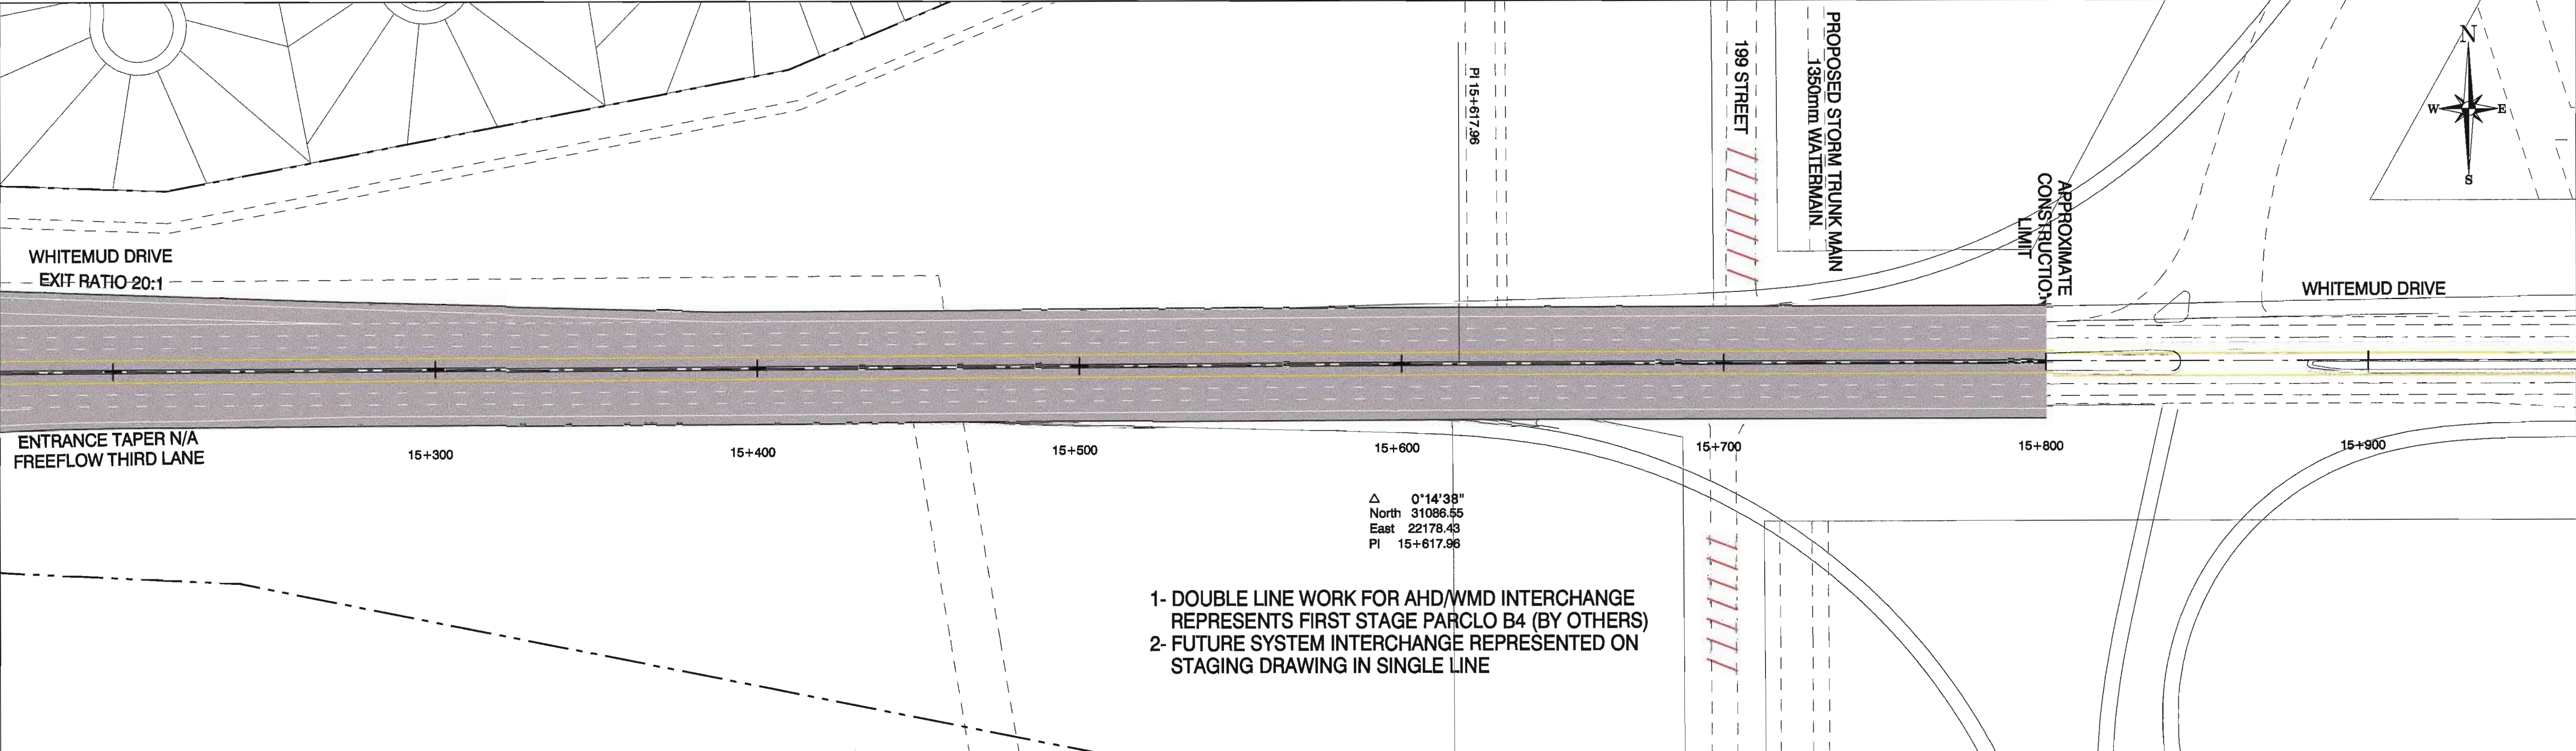 WHITEMUD DRIVE
EXIT RATIO 20:1
ENTRANCE TAPER N/A
FREEFLOW THIRD LANE
PI 15+617.96
199 STREET
PROPOSED STORM TRUNK MAIN
1350mm WATERMAIN
APPROXIMATE
CONSTRUCTION
LIMIT
N
W
E
S
WHITEMUD DRIVE
15+300
15+400
15+500
15+600
15+700
15+800
15+900
△ 0°14'38"
North 31086.55
East 22178.43
PI 15+617.96
1- DOUBLE LINE WORK FOR AHD/WMD INTERCHANGE
REPRESENTS FIRST STAGE PARCLO B4 (BY OTHERS)
2- FUTURE SYSTEM INTERCHANGE REPRESENTED ON
STAGING DRAWING IN SINGLE LINE